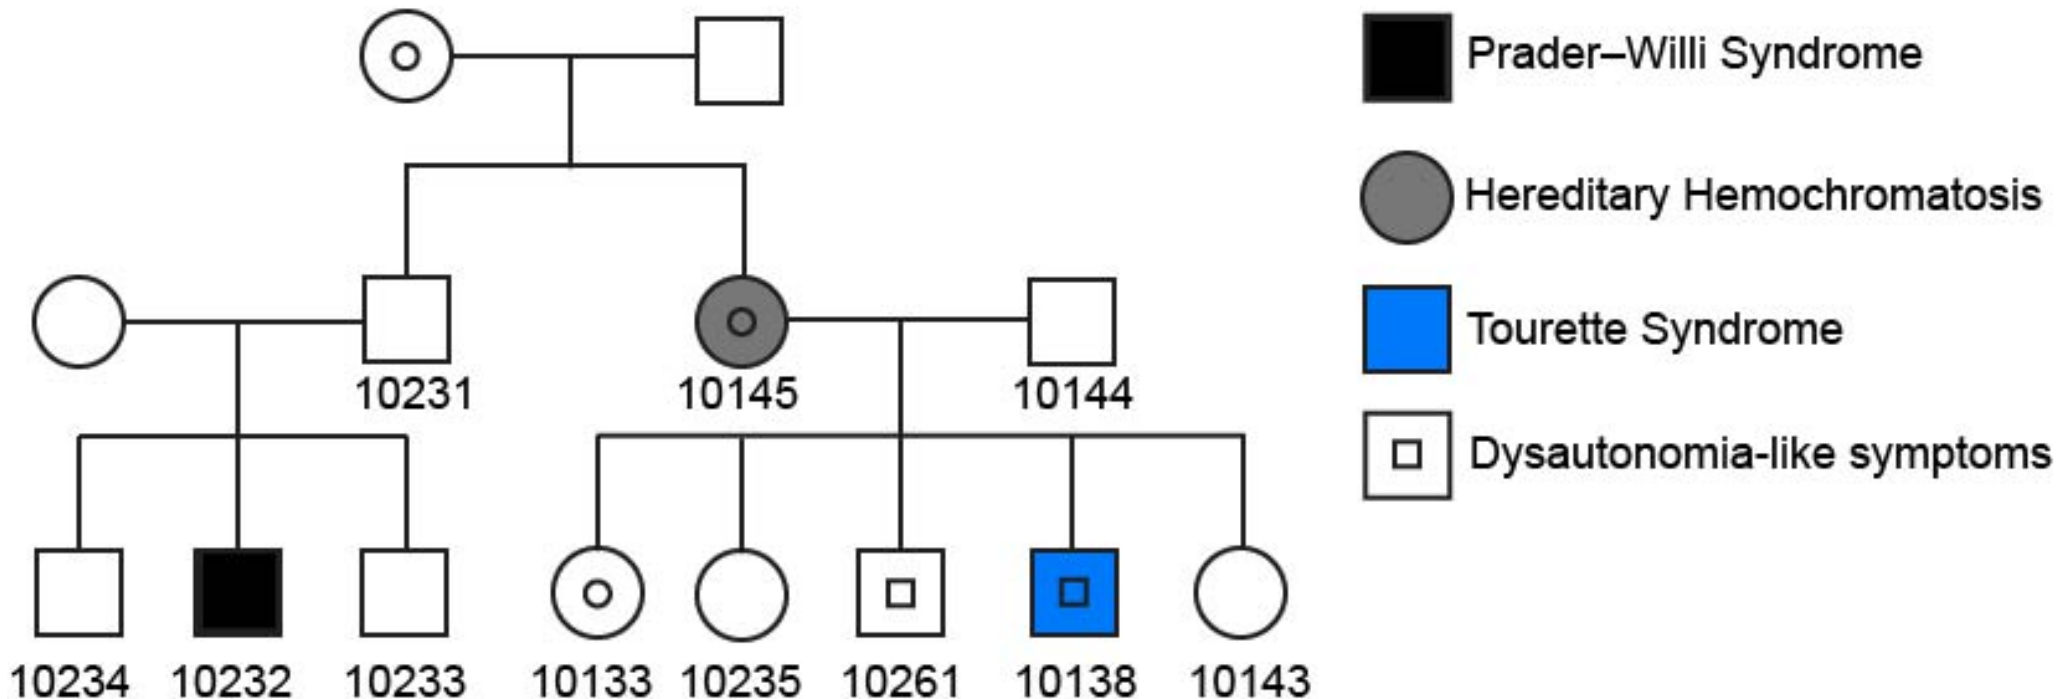 Prader–Willi Syndrome
Hereditary Hemochromatosis
Tourette Syndrome
Dysautonomia-like symptoms
10231
10145
10144
10234
10232
10233
10133
10235
10261
10138
10143